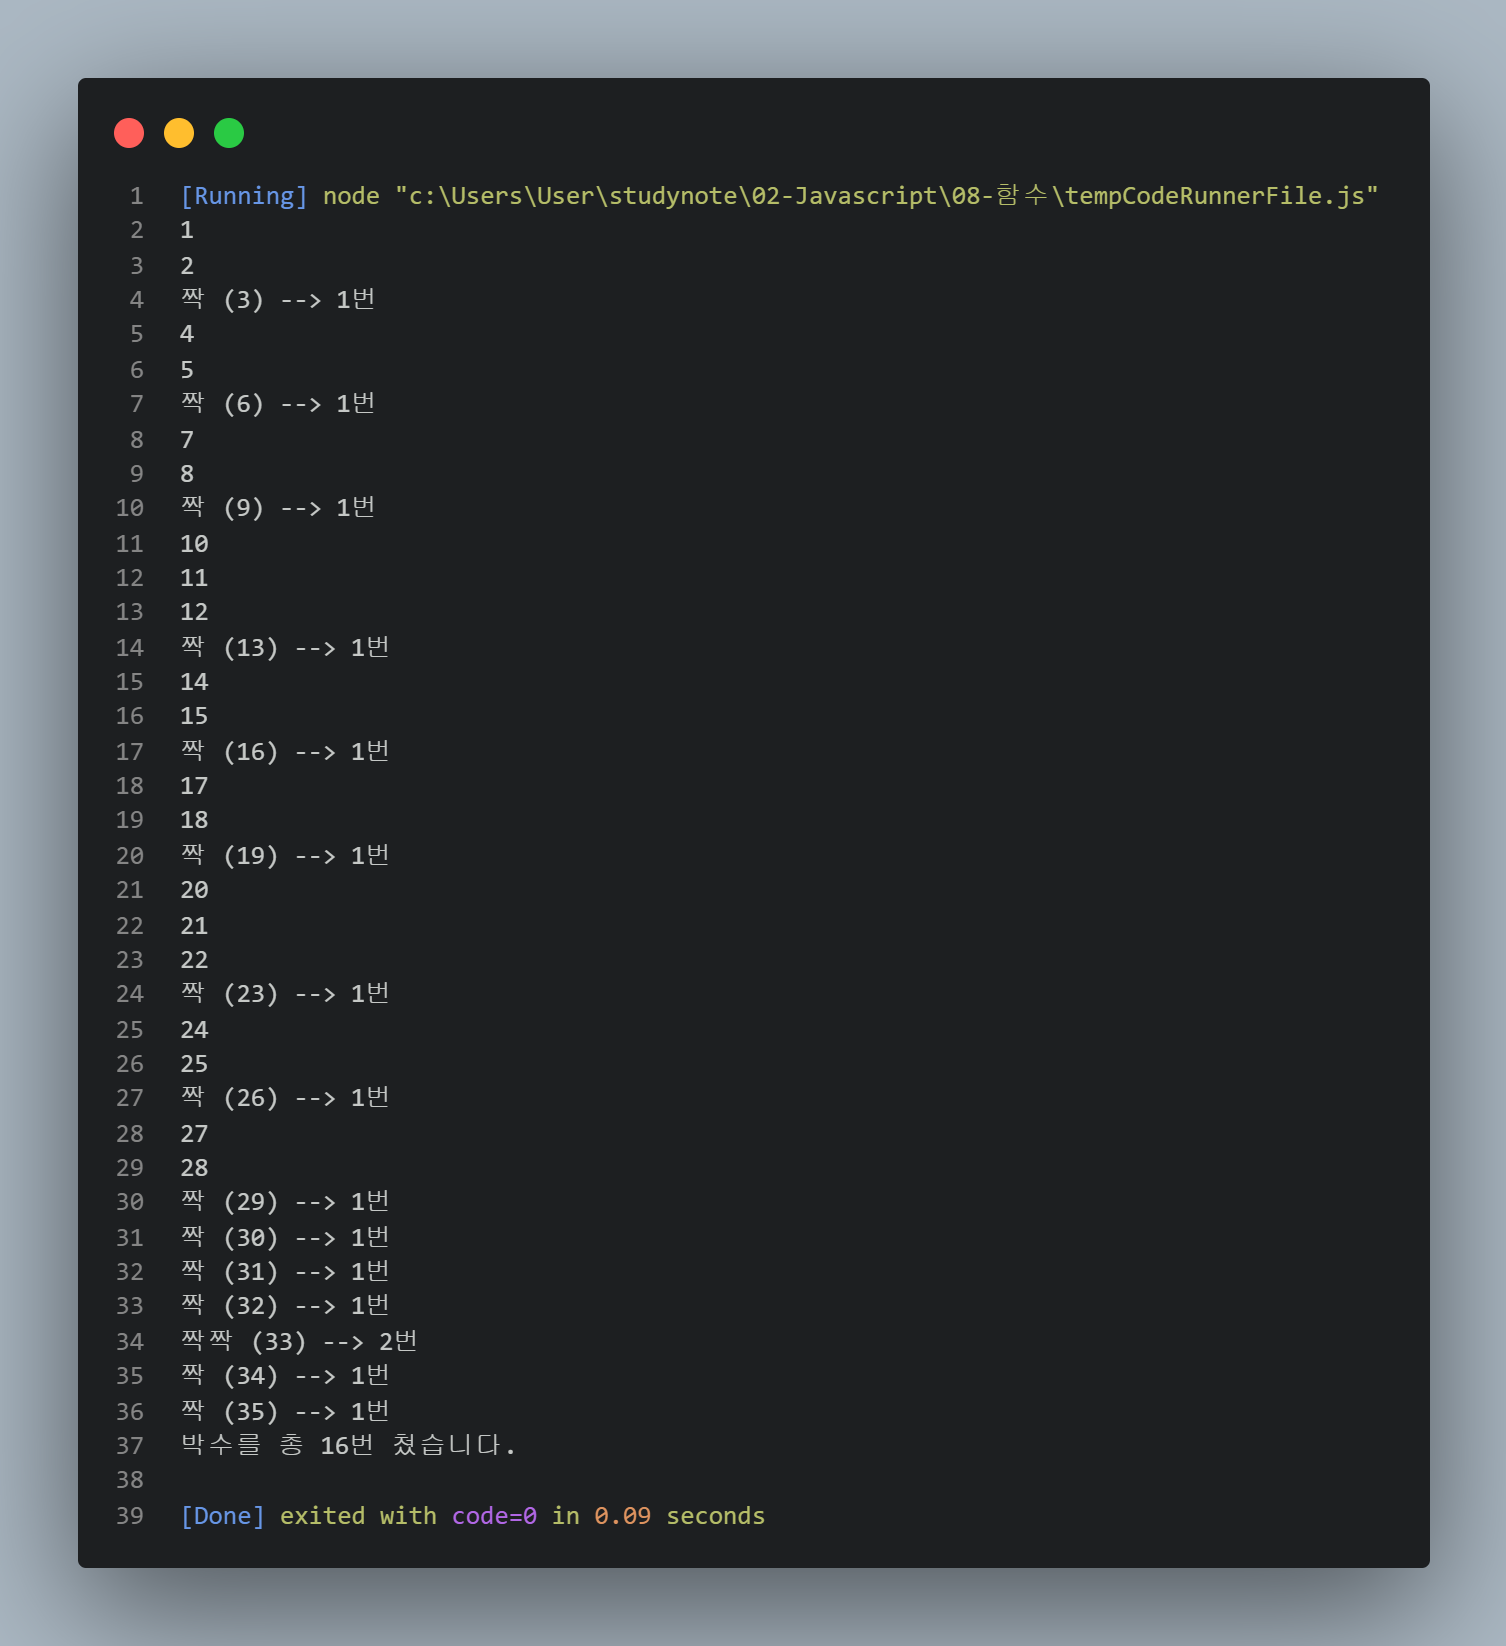 1 [Running] node "c:\Users\User\studynote\02-Javascript\08-함수\tempCodeRunnerFile.js"
2 1
3 2
4 짝 (3) --> 1번
5 4
6 5
7 짝 (6) --> 1번
8 7
9 8
10 짝 (9) --> 1번
11 10
12 11
13 12
14 짝 (13) --> 1번
15 14
16 15
17 짝 (16) --> 1번
18 17
19 18
20 짝 (19) --> 1번
21 20
22 21
23 22
24 짝 (23) --> 1번
25 24
26 25
27 짝 (26) --> 1번
28 27
29 28
30 짝 (29) --> 1번
31 짝 (30) --> 1번
32 짝 (31) --> 1번
33 짝 (32) --> 1번
34 짝짝 (33) --> 2번
35 짝 (34) --> 1번
36 짝 (35) --> 1번
37 박수를 총 16번 쳤습니다.
38
39 [Done] exited with code=0 in 0.09 seconds